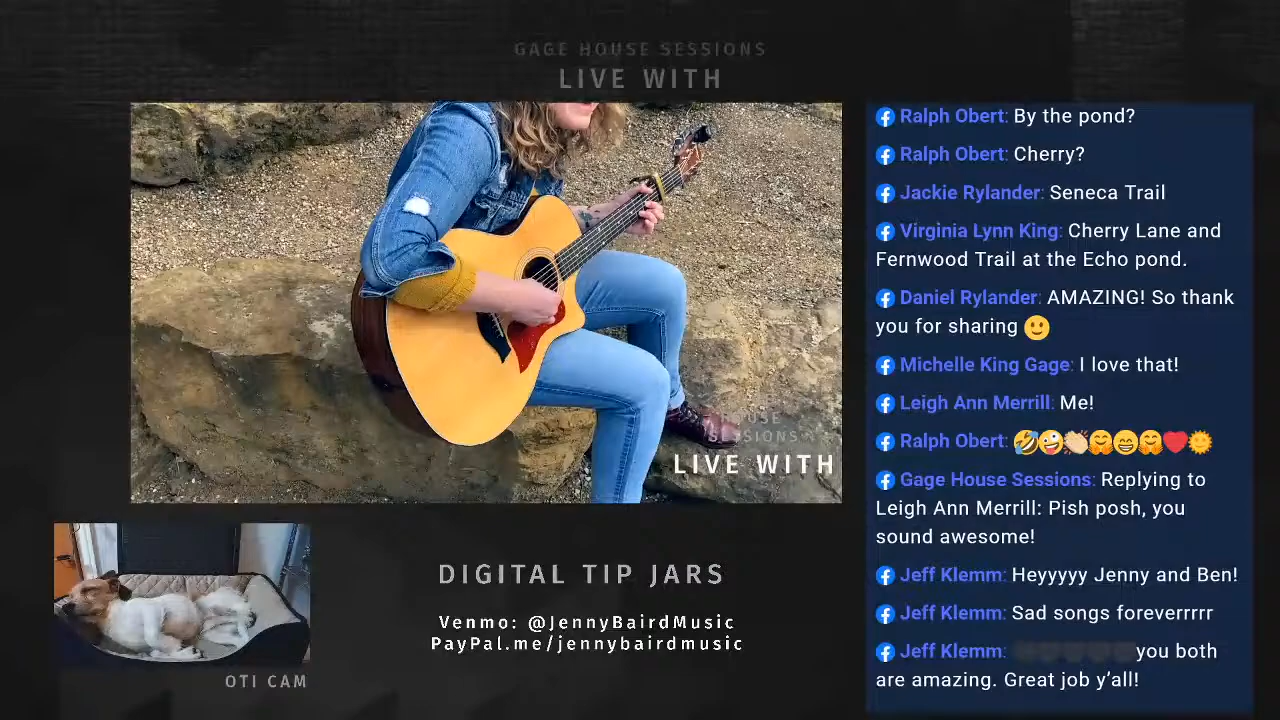 GAGE HOUSE SESSIONS
LIVE WITH
HOUSE
SESSIONS
LIVE WITH
OTI CAM
DIGITAL TIP JARS
Venmo: @JennyBairdMusic
PayPal.me/jennybairdmusic
Ralph Obert: By the pond?
Ralph Obert: Cherry?
Jackie Rylander: Seneca Trail
Virginia Lynn King: Cherry Lane and
Fernwood Trail at the Echo pond.
Daniel Rylander: AMAZING! So thank
you for sharing 🙂
Michelle King Gage: I love that!
Leigh Ann Merrill: Me!
Ralph Obert: 🤣🤪👏🏼🤗😁🤗❤️🌞
Gage House Sessions: Replying to
Leigh Ann Merrill: Pish posh, you
sound awesome!
Jeff Klemm: Heyyyyy Jenny and Ben!
Jeff Klemm: Sad songs foreverrrrr
Jeff Klemm: you both
are amazing. Great job y’all!